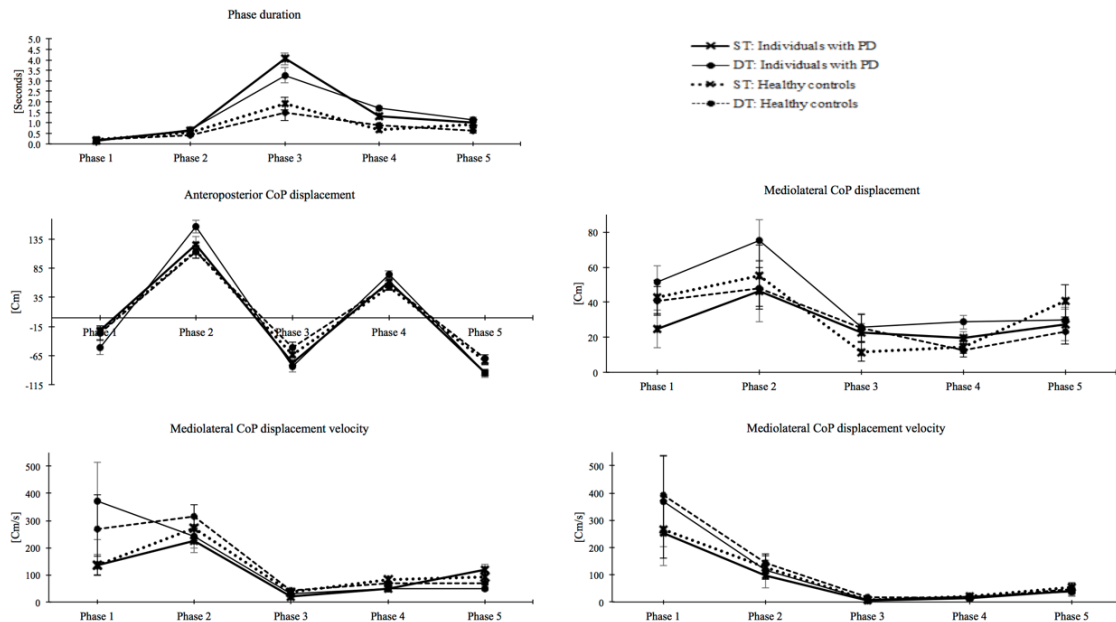 Phase duration
5.0
4.5
4.0
3.5
3.0
2.5
2.0
1.5
1.0
0.5
0.0
[Seconds]
Phase 1 Phase 2 Phase 3 Phase 4 Phase 5
ST: Individuals with PD
DT: Individuals with PD
ST: Healthy controls
DT: Healthy controls
Anteroposterior CoP displacement
135
85
35
-15
-65
-115
[Cm]
Phase 1 Phase 2 Phase 3 Phase 4 Phase 5
Mediolateral CoP displacement
80
60
40
20
0
[Cm]
Phase 1 Phase 2 Phase 3 Phase 4 Phase 5
Mediolateral CoP displacement velocity
500
400
300
200
100
0
[Cm/s]
Phase 1 Phase 2 Phase 3 Phase 4 Phase 5
Mediolateral CoP displacement velocity
500
400
300
200
100
0
[Cm/s]
Phase 1 Phase 2 Phase 3 Phase 4 Phase 5